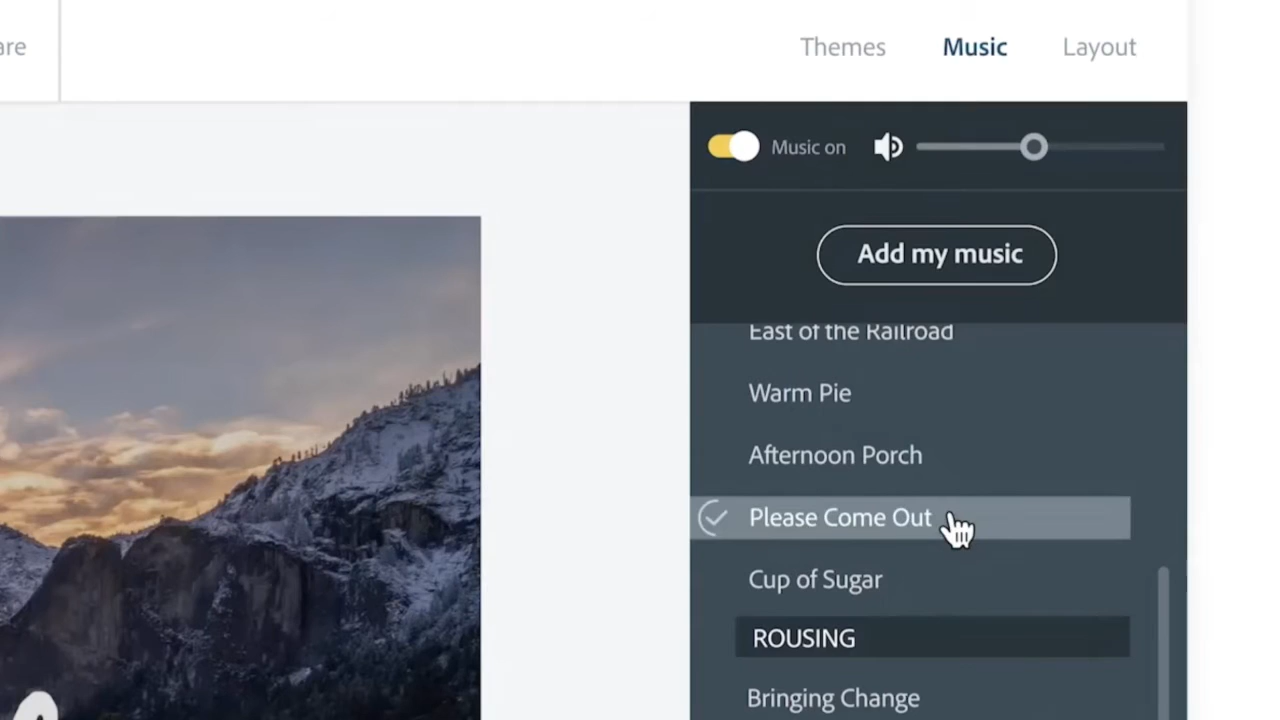 are
Themes Music Layout
Music on
Add my music
East of the Railroad
Warm Pie
Afternoon Porch
Please Come Out
Cup of Sugar
ROUSING
Bringing Change